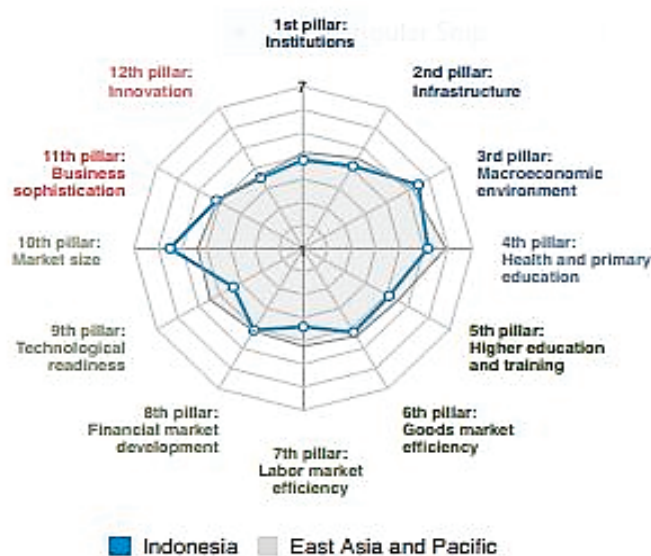 1st pillar:
Institutions
2nd pillar:
Infrastructure
3rd pillar:
Macroeconomic
environment
4th pillar:
Health and primary
education
5th pillar:
Higher education
and training
6th pillar:
Goods market
efficiency
7th pillar:
Labor market
efficiency
8th pillar:
Financial market
development
9th pillar:
Technological
readiness
10th pillar:
Market size
11th pillar:
Business
sophistication
12th pillar:
Innovation
7
Indonesia
East Asia and Pacific